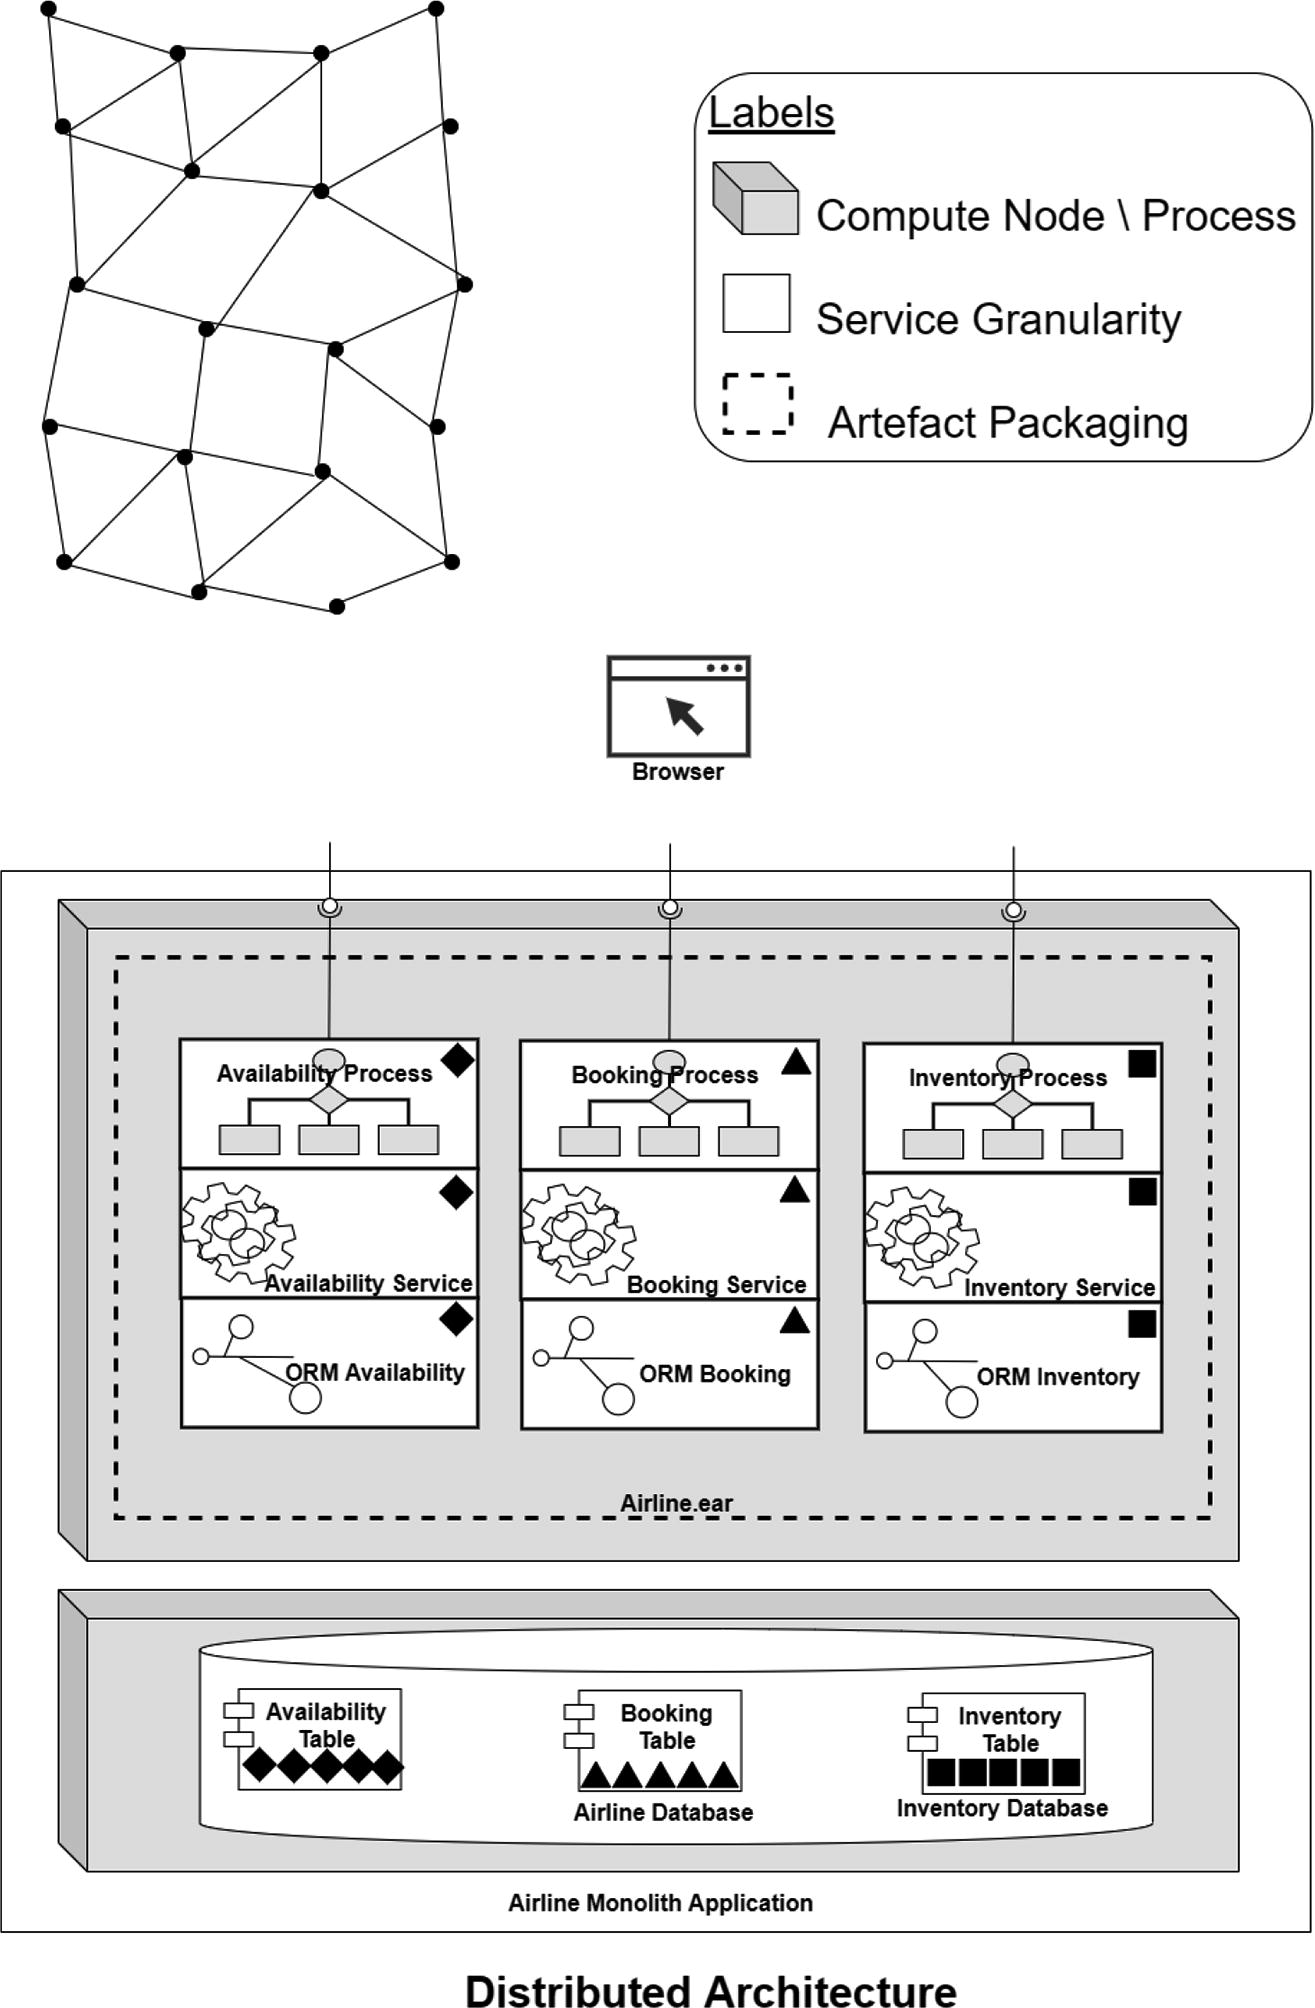 Labels
Compute Node \ Process
Service Granularity
Artefact Packaging
Browser
Availability Process
Booking Process
Inventory Process
Availability Service
Booking Service
Inventory Service
ORM Availability
ORM Booking
ORM Inventory
Airline.ear
Availability
Table
Booking
Table
Inventory
Table
Airline Database
Inventory Database
Airline Monolith Application
Distributed Architecture